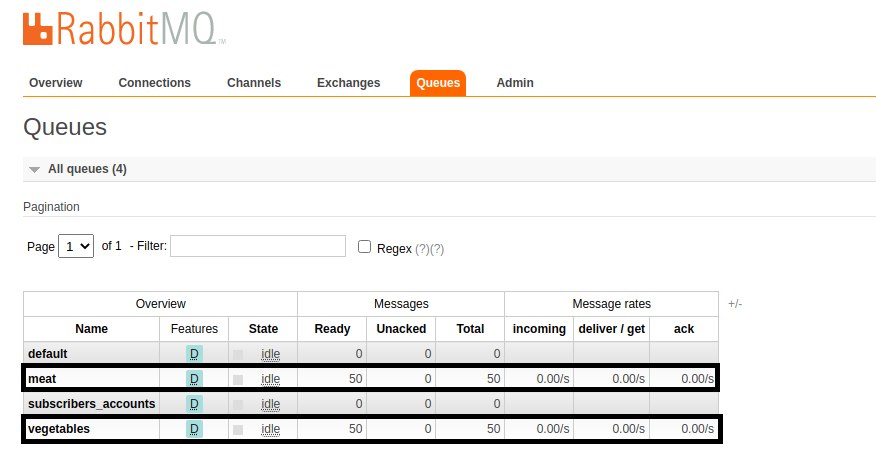 RabbitMQ TM
Overview Connections Channels Exchanges Queues Admin
Queues
All queues (4)
Pagination
Page 1 of 1 - Filter: Regex (?)(?)
Overview Messages Message rates +/-
Name Features State Ready Unacked Total incoming deliver / get ack
default D idle 0 0 0
meat D idle 50 0 50 0.00/s 0.00/s 0.00/s
subscribers_accounts D idle 0 0 0
vegetables D idle 50 0 50 0.00/s 0.00/s 0.00/s